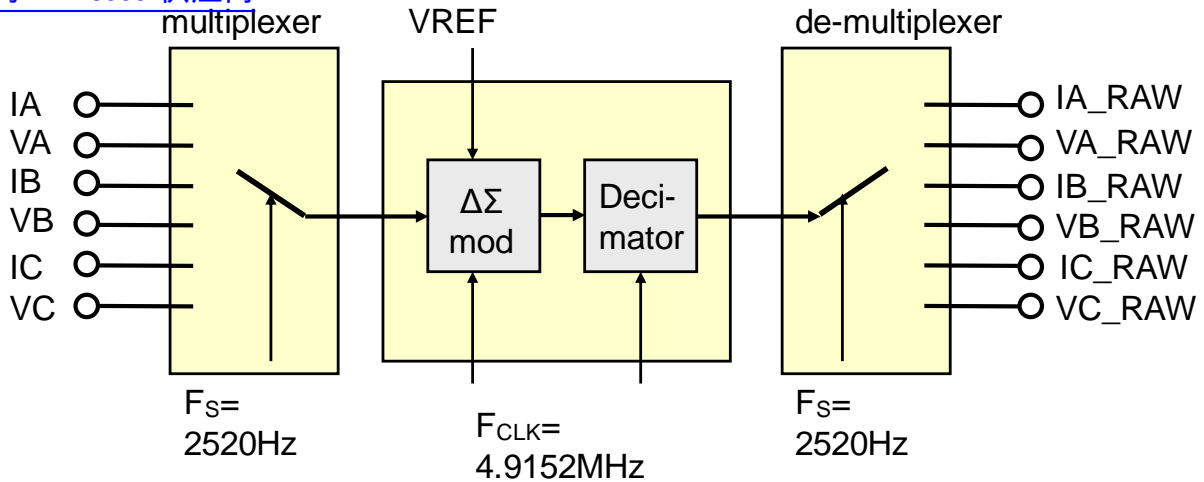 multiplexer
VREF
de-multiplexer
IA
VA
IB
VB
IC
VC
ΔΣ
mod
Deci-
mator
IA_RAW
VA_RAW
IB_RAW
VB_RAW
IC_RAW
VC_RAW
FS=
2520Hz
FCLK=
4.9152MHz
FS=
2520Hz